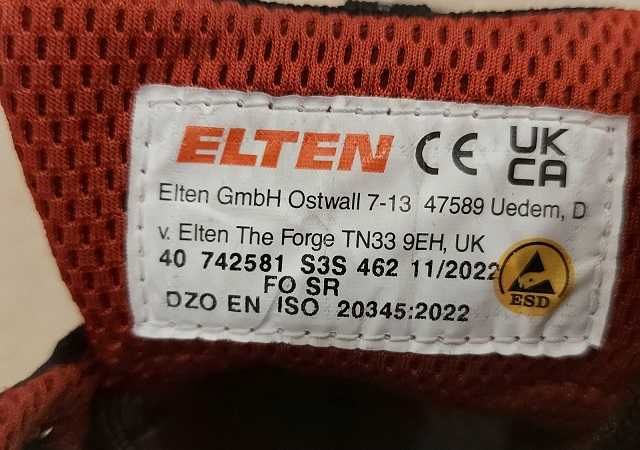 ELTEN CE UK CA
Elten GmbH Ostwall 7-13 47589 Uedem, D
v. Elten The Forge TN33 9EH, UK
40 742581 S3S 462 11/2022
FO SR
DZO EN ISO 20345:2022
ESD